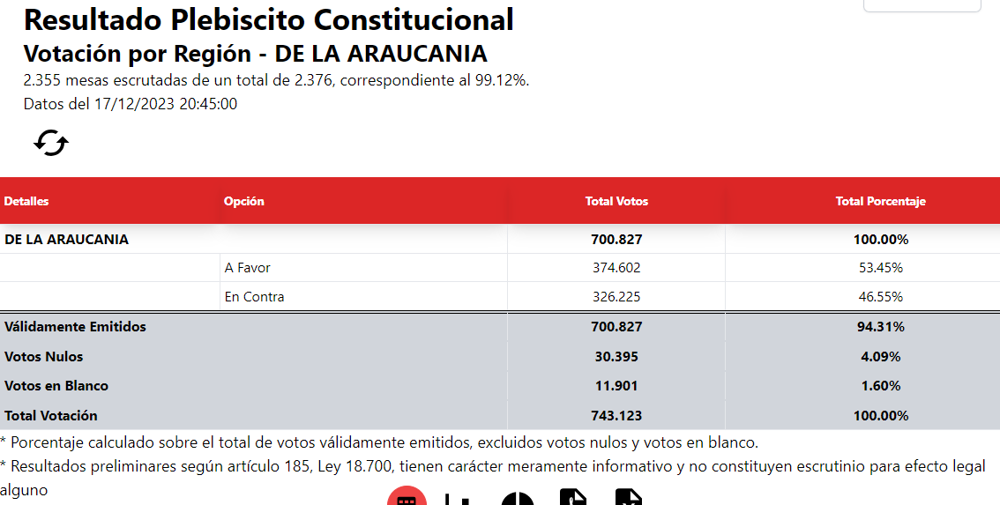 Resultado Plebiscito Constitucional
Votación por Región - DE LA ARAUCANIA
2.355 mesas escrutadas de un total de 2.376, correspondiente al 99.12%.
Datos del 17/12/2023 20:45:00
Detalles Opción Total Votos Total Porcentaje
DE LA ARAUCANIA 700.827 100.00%
A Favor 374.602 53.45%
En Contra 326.225 46.55%
Válidamente Emitidos 700.827 94.31%
Votos Nulos 30.395 4.09%
Votos en Blanco 11.901 1.60%
Total Votación 743.123 100.00%
* Porcentaje calculado sobre el total de votos válidamente emitidos, excluidos votos nulos y votos en blanco.
* Resultados preliminares según artículo 185, Ley 18.700, tienen carácter meramente informativo y no constituyen escrutinio para efecto legal
alguno